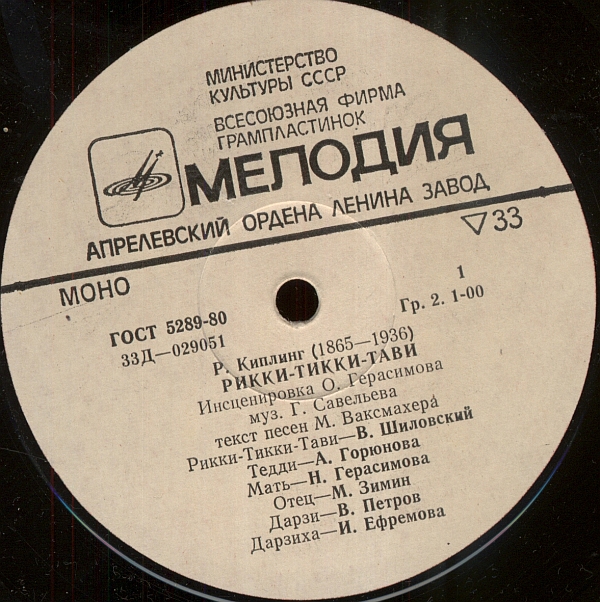 МИНИСТЕРСТВО
КУЛЬТУРЫ СССР
ВСЕСОЮЗНАЯ ФИРМА
ГРАМПЛАСТИНОК
МЕЛОДИЯ
АПРЕЛЕВСКИЙ ОРДЕНА ЛЕНИНА ЗАВОД
▽33
МОНО
1
ГОСТ 5289-80
Гр. 2. 1-00
33Д—029051
Р. Киплинг (1865—1936)
РИККИ-ТИККИ-ТАВИ
Инсценировка О. Герасимова
муз. Г. Савельева
текст песен М. Ваксмахера
Рикки-Тикки-Тави—В. Шиловский
Тедди—А. Горюнова
Мать—Н. Герасимова
Отец—М. Зимин
Дарзи—В. Петров
Дарзиха—И. Ефремова